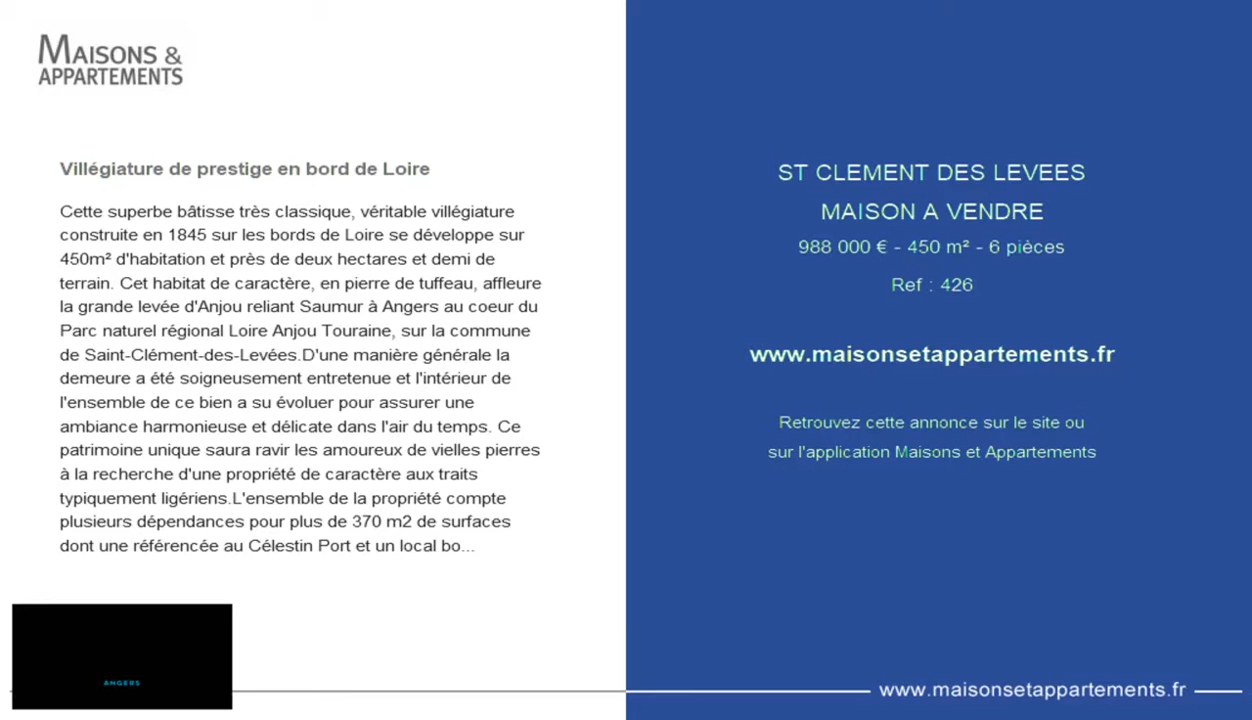 MAISONS &
APPARTEMENTS
Villégiature de prestige en bord de Loire
Cette superbe bâtisse très classique, véritable villégiature
construite en 1845 sur les bords de Loire se développe sur
450m² d'habitation et près de deux hectares et demi de
terrain. Cet habitat de caractère, en pierre de tuffeau, affleure
la grande levée d'Anjou reliant Saumur à Angers au coeur du
Parc naturel régional Loire Anjou Touraine, sur la commune
de Saint-Clément-des-Levées.D'une manière générale la
demeure a été soigneusement entretenue et l'intérieur de
l'ensemble de ce bien a su évoluer pour assurer une
ambiance harmonieuse et délicate dans l'air du temps. Ce
patrimoine unique saura ravir les amoureux de vielles pierres
à la recherche d'une propriété de caractère aux traits
typiquement ligériens.L'ensemble de la propriété compte
plusieurs dépendances pour plus de 370 m2 de surfaces
dont une référencée au Célestin Port et un local bo...
ANGERS
ST CLEMENT DES LEVEES
MAISON A VENDRE
988 000 € - 450 m² - 6 pièces
Ref : 426
www.maisonsetappartements.fr
Retrouvez cette annonce sur le site ou
sur l'application Maisons et Appartements
www.maisonsetappartements.fr